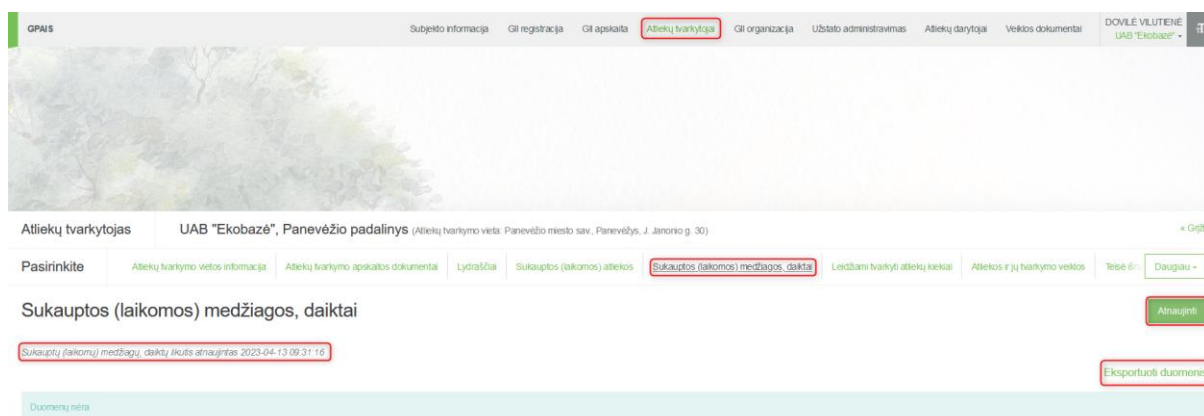 GPAIS Subjekto informacija GII registracija GII apskaita Atliekų tvarkytojai GII organizacija Užstato administravimas Atliekų darytojai Veiklos dokumentai DOVILĖ VILUTIENĖ
UAB "Ekobazė"
Atliekų tvarkytojas UAB "Ekobazė", Panevėžio padalinys (Atliekų tvarkymo vieta: Panevėžio miesto sav., Panevėžys, J. Janonio g. 30) « Grįžt
Pasirinkite Atliekų tvarkymo vietos informacija Atliekų tvarkymo apskaitos dokumentai Lydraščiai Sukauptos (laikomos) atliekos Sukauptos (laikomos) medžiagos, daiktai Leidžiami tvarkyti atliekų kiekiai Atliekos ir jų tvarkymo veiklos Teisė Daugiau
Sukauptos (laikomos) medžiagos, daiktai Atnaujinti
Sukauptų (laikomų) medžiagų, daiktų likutis atnaujintas 2023-04-13 09:31:16
Eksportuoti duomenis
Duomenų nėra